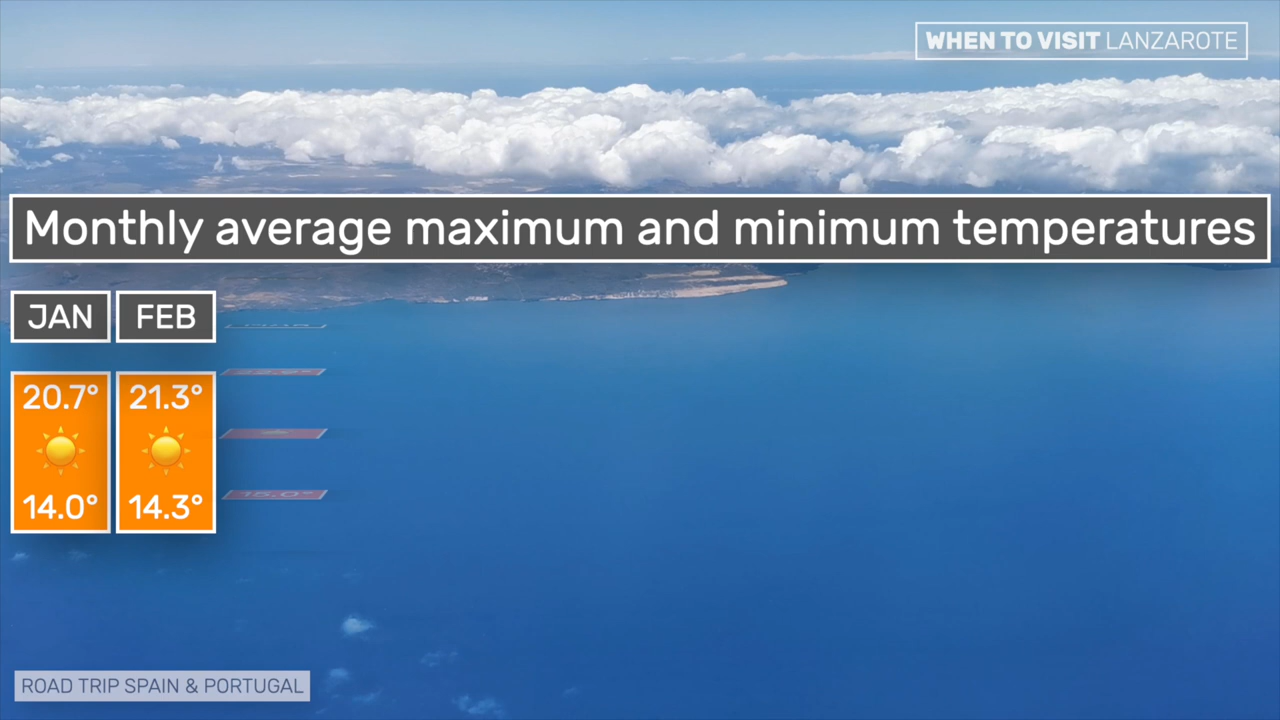 WHEN TO VISIT LANZAROTE
Monthly average maximum and minimum temperatures
JAN FEB
20.7° 21.3°
14.0° 14.3°
ROAD TRIP SPAIN & PORTUGAL